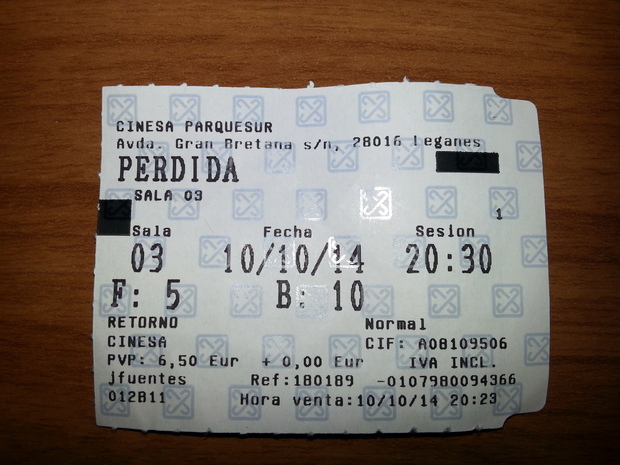 CINESA PARQUESUR
Avda. Gran Bretana s/n, 28016 Leganes
PERDIDA
SALA 03
1
Sala Fecha Sesion
03 10/10/14 20:30
F: 5 B: 10
RETORNO Normal
CINESA CIF: A08109506
PVP: 6,50 Eur + 0,00 Eur IVA INCL.
jfuentes Ref:180189 -0107980094366
012B11 Hora venta:10/10/14 20:23